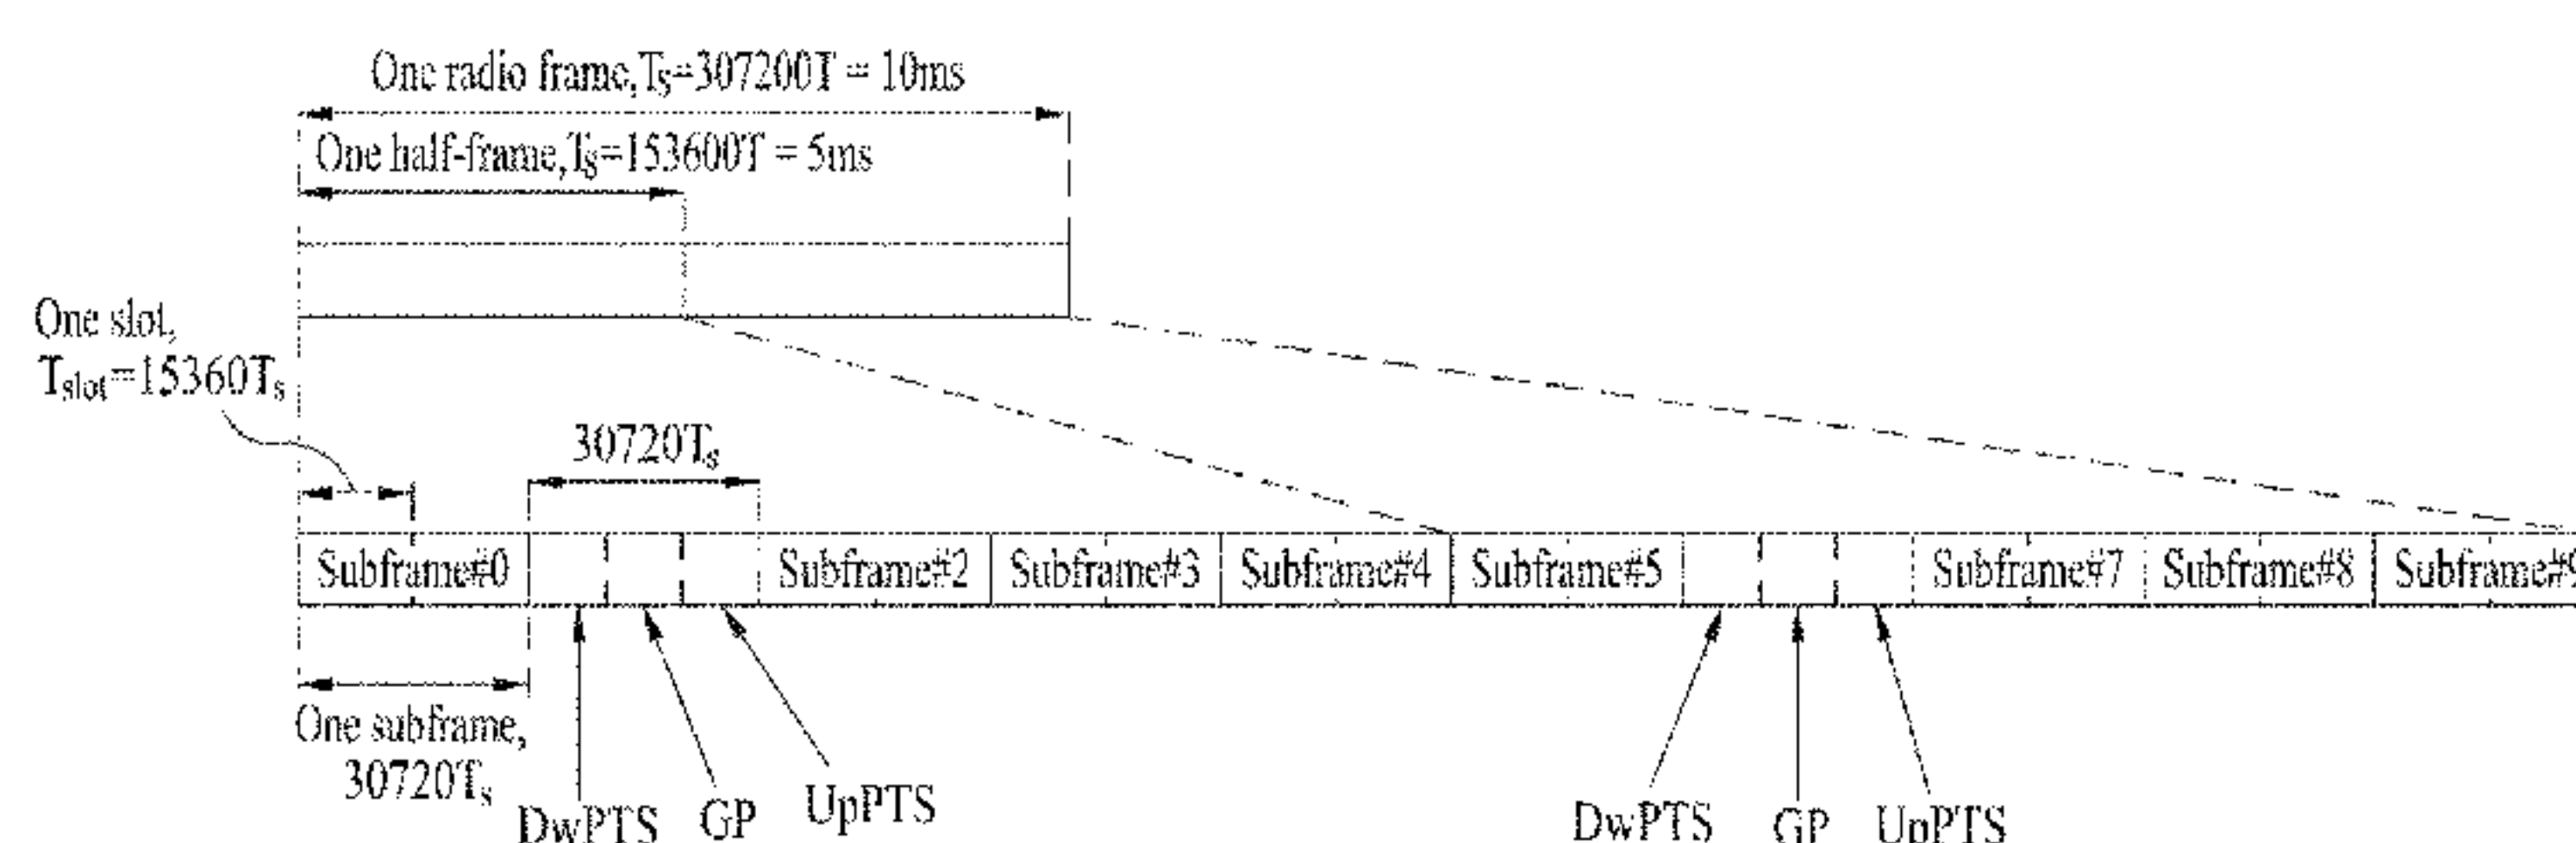 One radio frame, Ts=307200T = 10ms
One half-frame, Ts=153600T = 5ms
One slot,
Tslot=15360Ts
30720Ts
Subframe#0 Subframe#2 Subframe#3 Subframe#4 Subframe#5 Subframe#7 Subframe#8 Subframe#9
One subframe,
30720Ts
DwPTS GP UpPTS DwPTS GP UpPTS